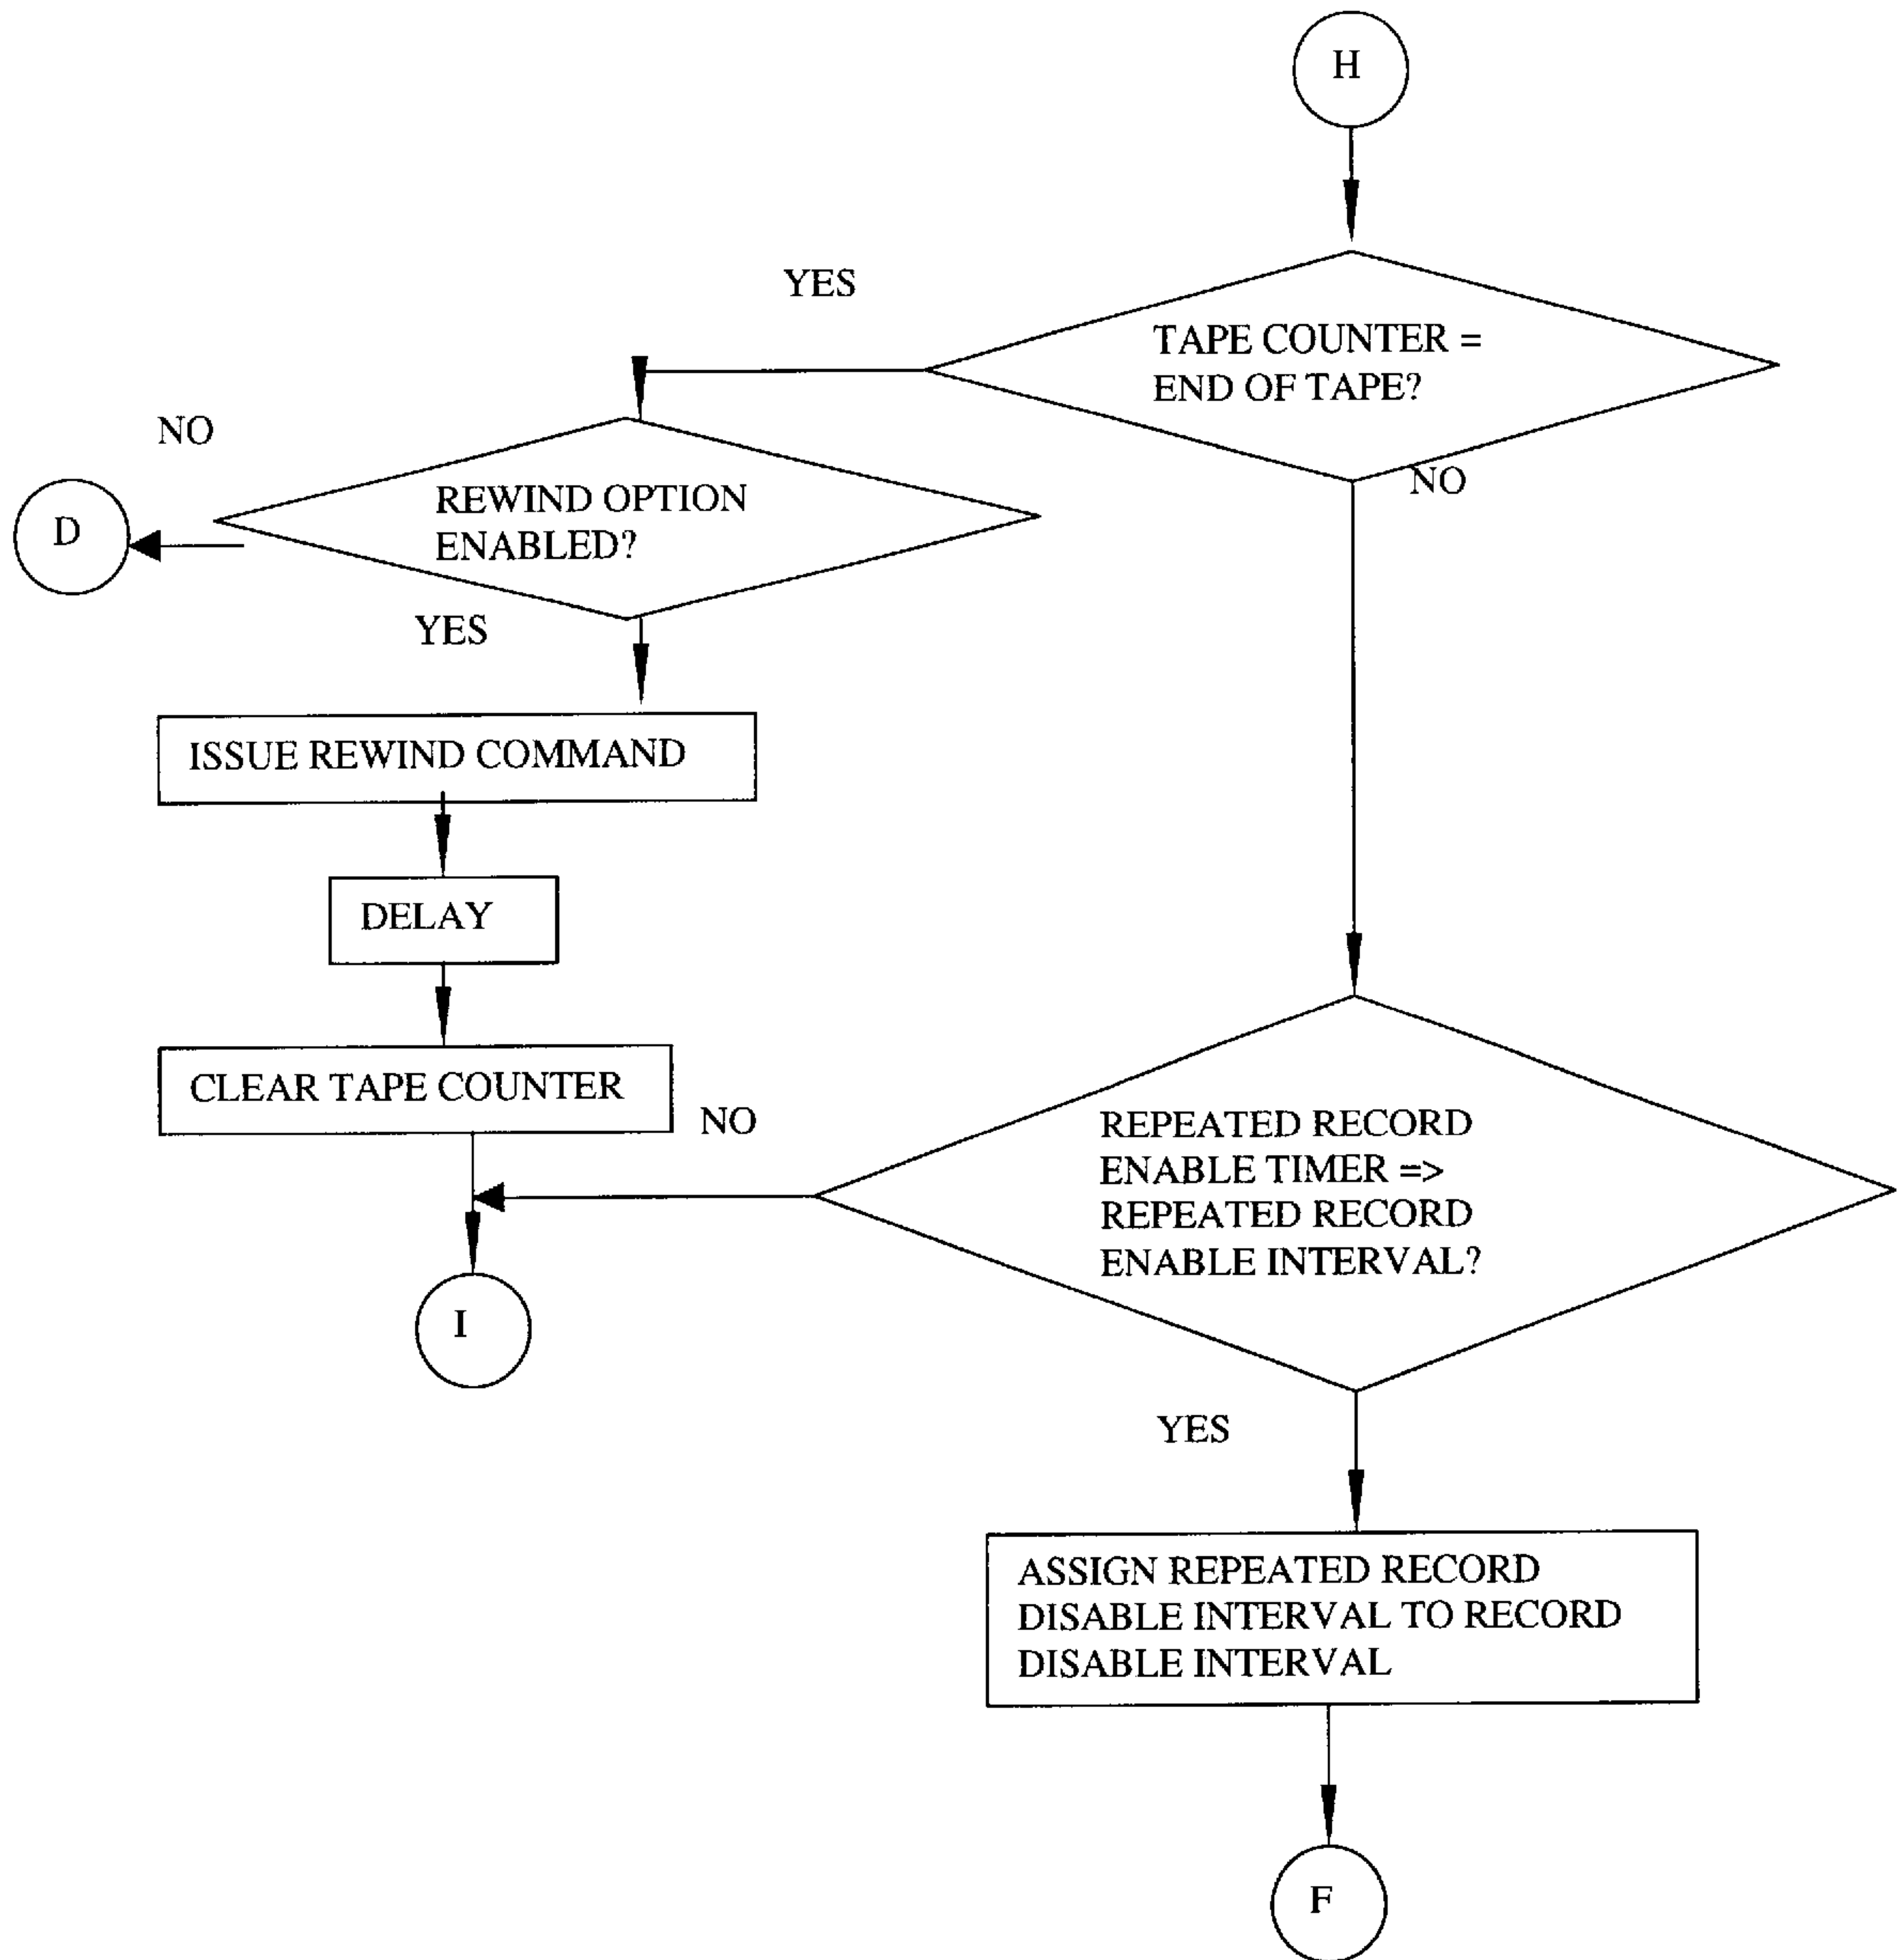 H
YES
TAPE COUNTER =
END OF TAPE?
NO
NO
REWIND OPTION
ENABLED?
D
YES
ISSUE REWIND COMMAND
DELAY
CLEAR TAPE COUNTER
NO
REPEATED RECORD
ENABLE TIMER =>
REPEATED RECORD
ENABLE INTERVAL?
I
YES
ASSIGN REPEATED RECORD
DISABLE INTERVAL TO RECORD
DISABLE INTERVAL
F